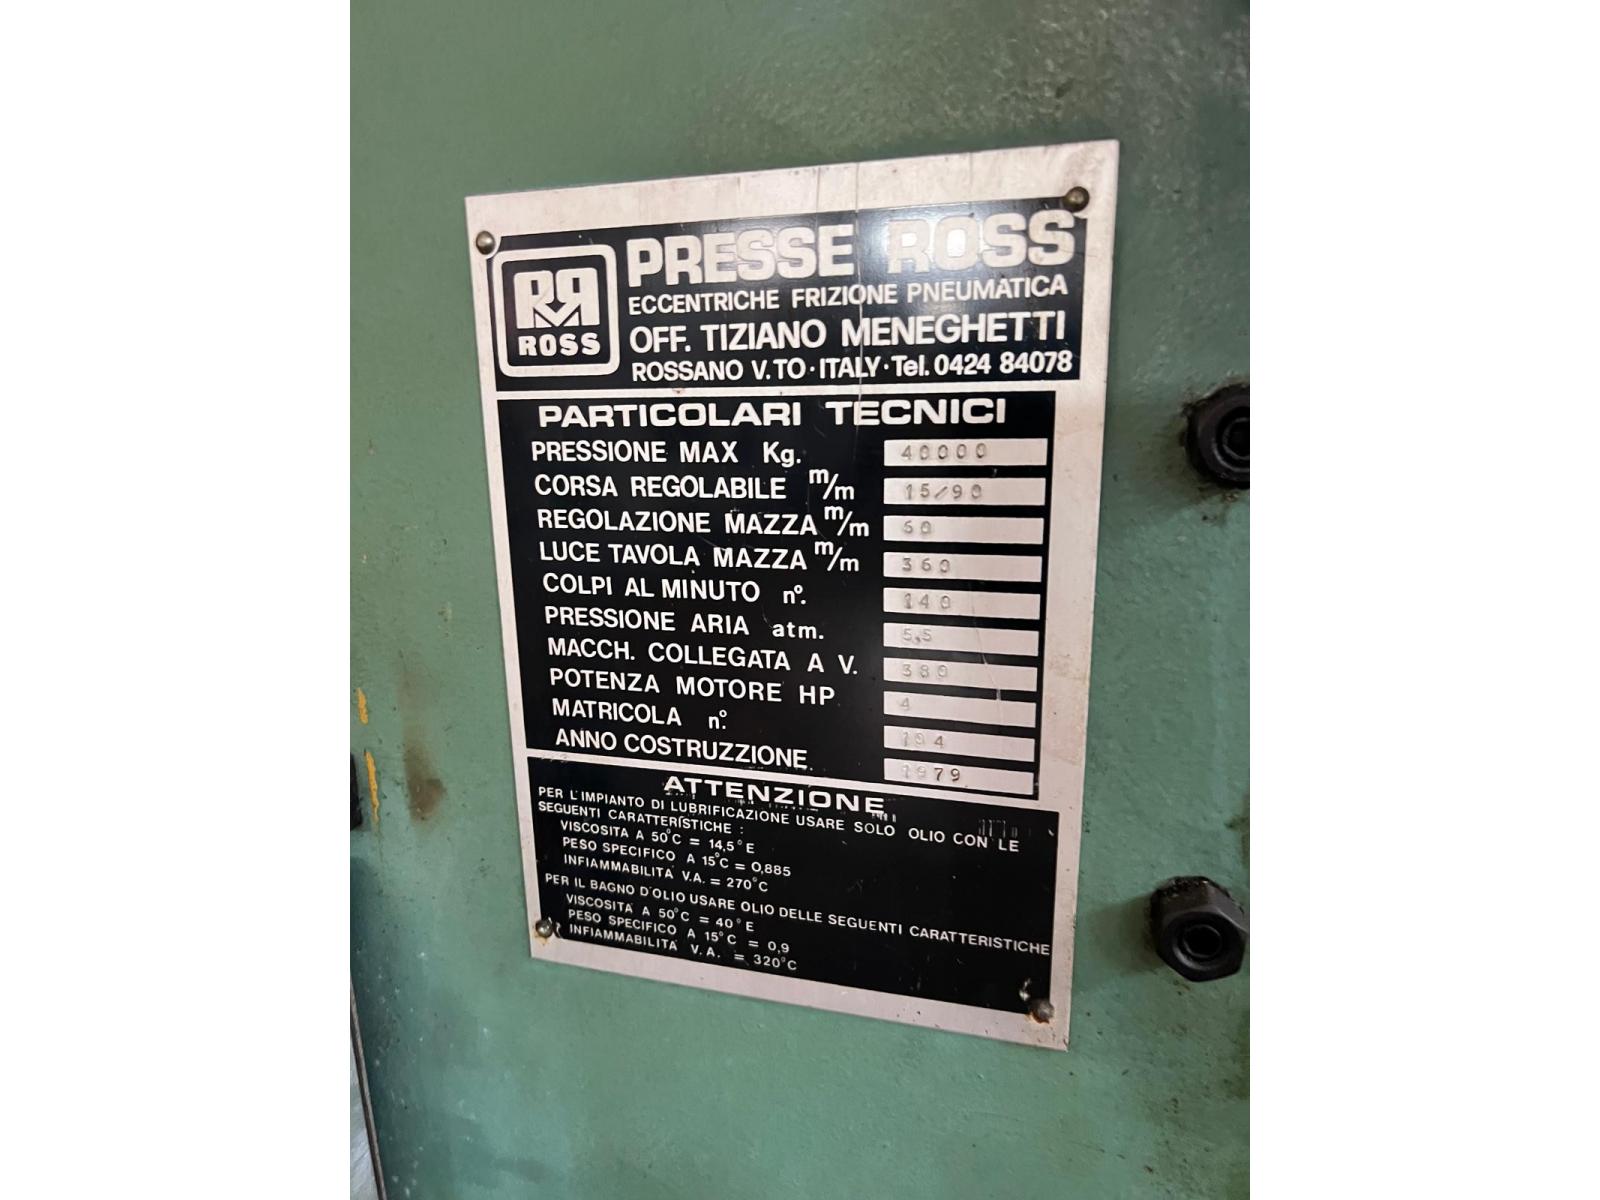 ROSS
PRESSE ROSS
ECCENTRICHE FRIZIONE PNEUMATICA
OFF. TIZIANO MENEGHETTI
ROSSANO V.TO · ITALY · Tel. 0424 84078
PARTICOLARI TECNICI
PRESSIONE MAX Kg. 40000
CORSA REGOLABILE m/m 15/90
REGOLAZIONE MAZZA m/m 60
LUCE TAVOLA MAZZA m/m 360
COLPI AL MINUTO n°. 140
PRESSIONE ARIA atm. 5,5
MACCH. COLLEGATA A V. 380
POTENZA MOTORE HP 4
MATRICOLA n°. 194
ANNO COSTRUZZIONE. 1979
ATTENZIONE
PER L'IMPIANTO DI LUBRIFICAZIONE USARE SOLO OLIO CON LE
SEGUENTI CARATTERISTICHE :
VISCOSITA A 50°C = 14,5°E
PESO SPECIFICO A 15°C = 0,885
INFIAMMABILITA V.A. = 270°C
PER IL BAGNO D'OLIO USARE OLIO DELLE SEGUENTI CARATTERISTICHE
VISCOSITA A 50°C = 40°E
PESO SPECIFICO A 15°C = 0,9
INFIAMMABILITA V.A. = 320°C